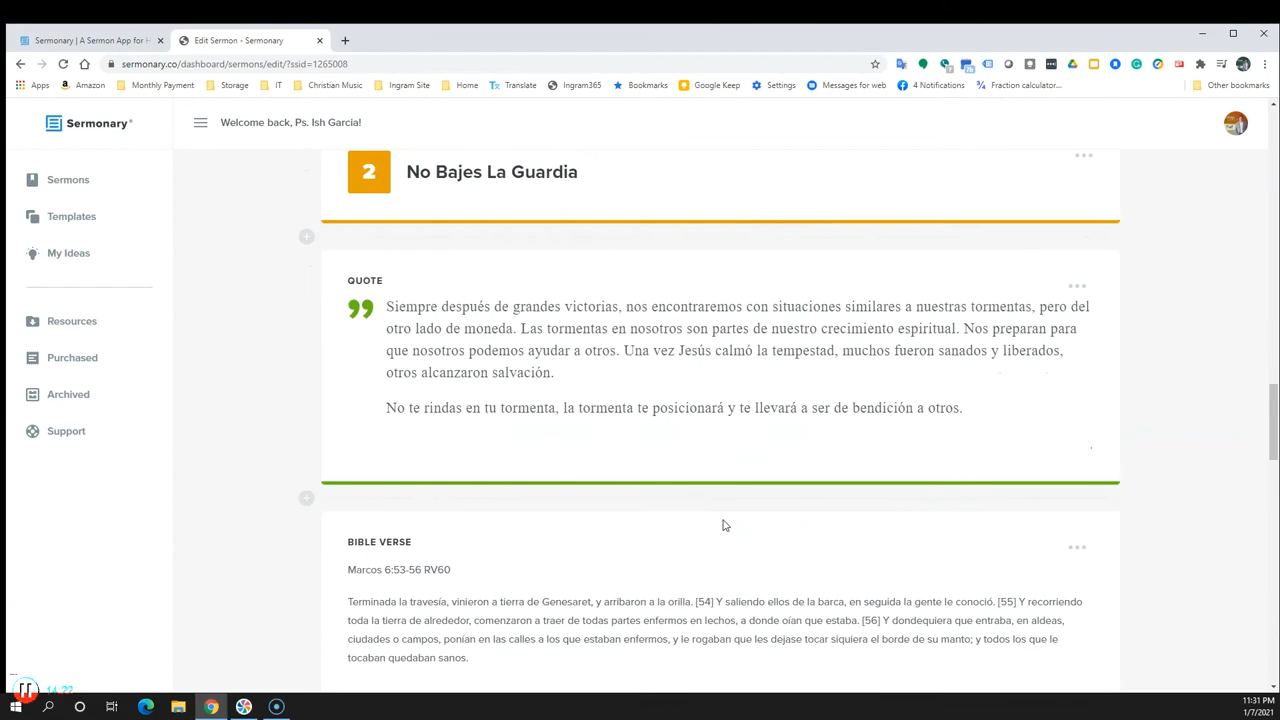 Sermonary | A Sermon App for H
Edit Sermon - Sermonary
sermonary.co/dashboard/sermons/edit/?ssid=1265008
Apps Amazon Monthly Payment Storage IT Christian Music Ingram Site Home Translate Ingram365 Bookmarks Google Keep Settings Messages for web 4 Notifications Fraction calculator... Other bookmarks
Sermonary
Welcome back, Ps. Ish Garcia!
Sermons
Templates
My Ideas
Resources
Purchased
Archived
Support
2 No Bajes La Guardia
QUOTE
Siempre después de grandes victorias, nos encontraremos con situaciones similares a nuestras tormentas, pero del
otro lado de moneda. Las tormentas en nosotros son partes de nuestro crecimiento espiritual. Nos preparan para
que nosotros podemos ayudar a otros. Una vez Jesús calmó la tempestad, muchos fueron sanados y liberados,
otros alcanzaron salvación.
No te rindas en tu tormenta, la tormenta te posicionará y te llevará a ser de bendición a otros.
BIBLE VERSE
Marcos 6:53-56 RV60
Terminada la travesía, vinieron a tierra de Genesaret, y arribaron a la orilla. [54] Y saliendo ellos de la barca, en seguida la gente le conoció. [55] Y recorriendo
toda la tierra de alrededor, comenzaron a traer de todas partes enfermos en lechos, a donde oían que estaba. [56] Y dondequiera que entraba, en aldeas,
ciudades o campos, ponían en las calles a los que estaban enfermos, y le rogaban que les dejase tocar siquiera el borde de su manto; y todos los que le
tocaban quedaban sanos.
14:22
11:31 PM
1/7/2021